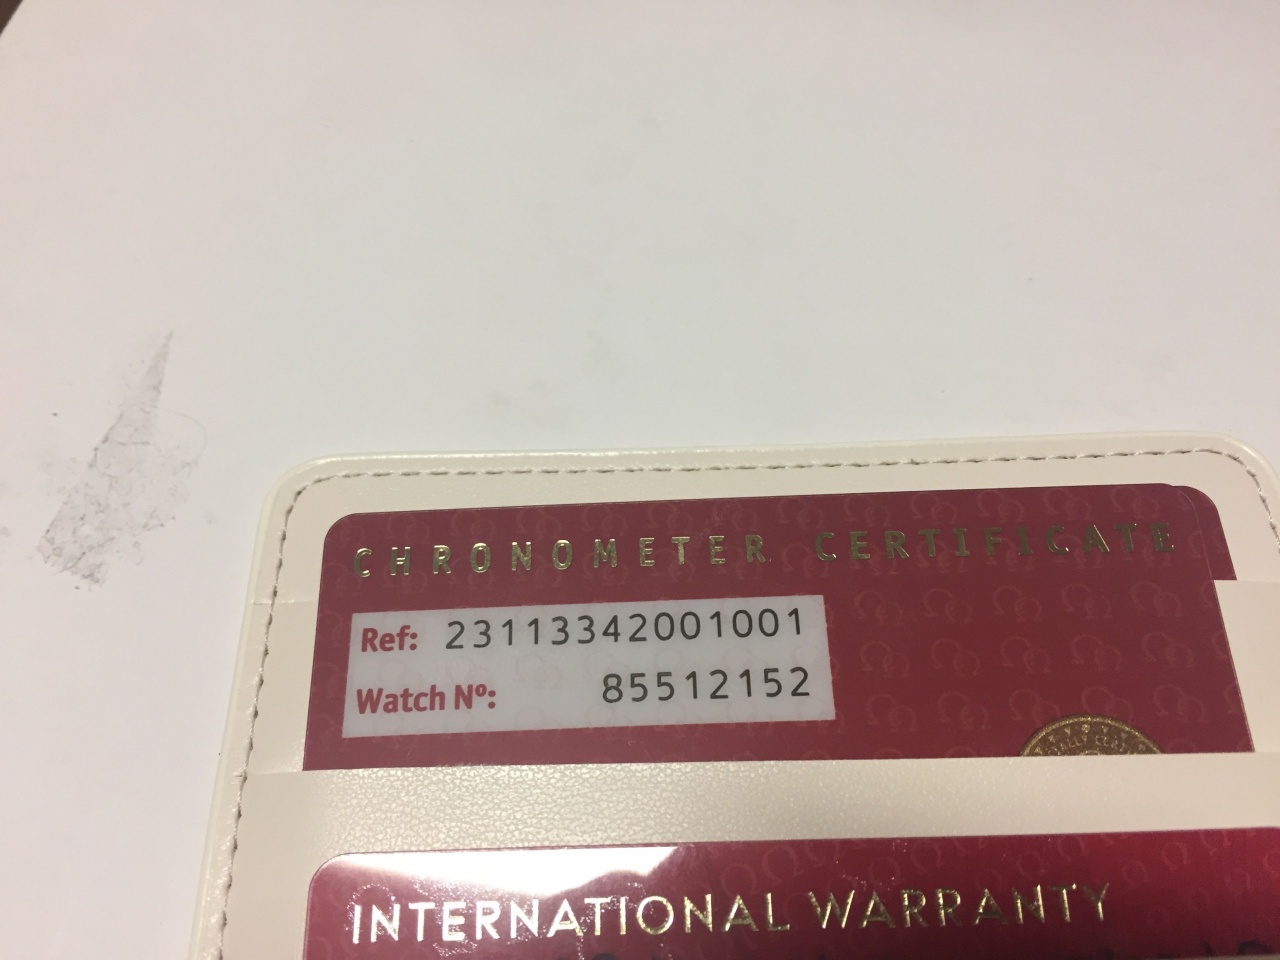 CHRONOMETER CERTIFICATE
Ref: 23113342001001
Watch Nº: 85512152
INTERNATIONAL WARRANTY